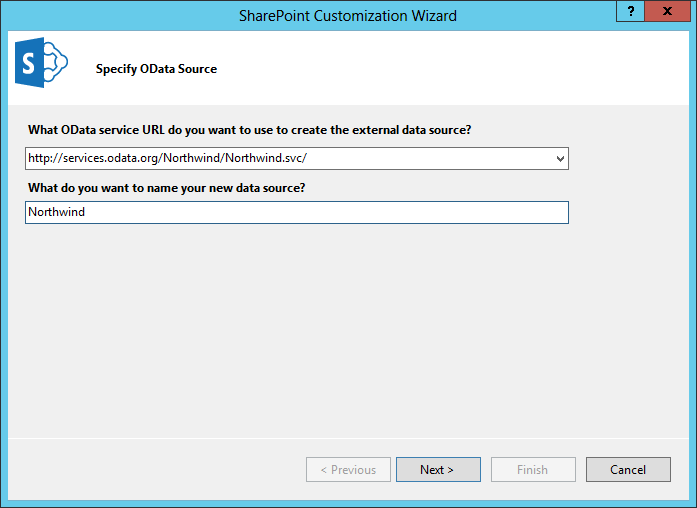 SharePoint Customization Wizard
?
x
S
Specify OData Source
What OData service URL do you want to use to create the external data source?
http://services.odata.org/Northwind/Northwind.svc/
What do you want to name your new data source?
Northwind
< Previous
Next >
Finish
Cancel